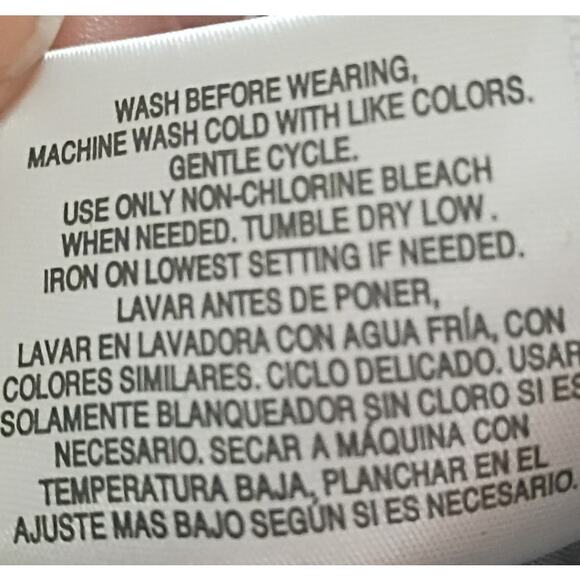 WASH BEFORE WEARING,
MACHINE WASH COLD WITH LIKE COLORS.
GENTLE CYCLE.
USE ONLY NON-CHLORINE BLEACH
WHEN NEEDED. TUMBLE DRY LOW.
IRON ON LOWEST SETTING IF NEEDED.
LAVAR ANTES DE PONER,
LAVAR EN LAVADORA CON AGUA FRÍA, CON
COLORES SIMILARES. CICLO DELICADO. USAR
SOLAMENTE BLANQUEADOR SIN CLORO SI ES
NECESARIO. SECAR A MÁQUINA CON
TEMPERATURA BAJA, PLANCHAR EN EL
AJUSTE MAS BAJO SEGÚN SI ES NECESARIO.